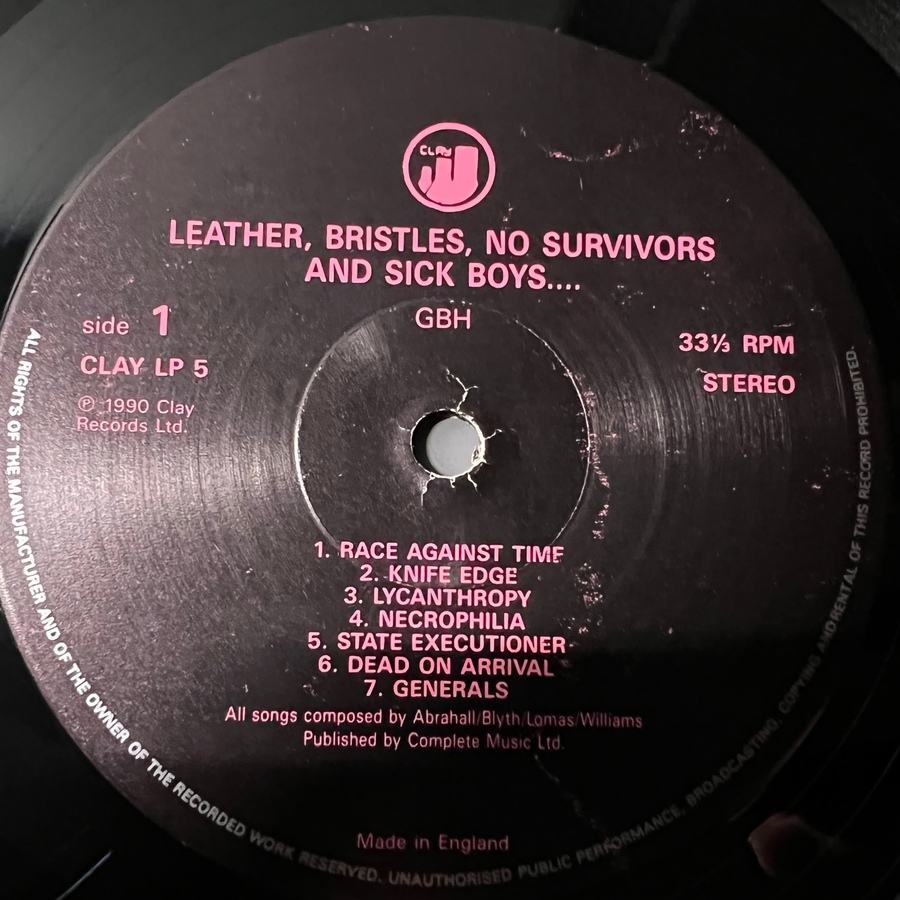 CLAY
LEATHER, BRISTLES, NO SURVIVORS
AND SICK BOYS....
GBH
side 1
CLAY LP 5
℗ 1990 Clay
Records Ltd.
33⅓ RPM
STEREO
1. RACE AGAINST TIME
2. KNIFE EDGE
3. LYCANTHROPY
4. NECROPHILIA
5. STATE EXECUTIONER
6. DEAD ON ARRIVAL
7. GENERALS
All songs composed by Abrahall/Blyth/Lomas/Williams
Published by Complete Music Ltd.
Made in England
ALL RIGHTS OF THE MANUFACTURER AND OF THE OWNER OF THE RECORDED WORK RESERVED. UNAUTHORISED PUBLIC PERFORMANCE, BROADCASTING, COPYING AND RENTAL OF THIS RECORD PROHIBITED.